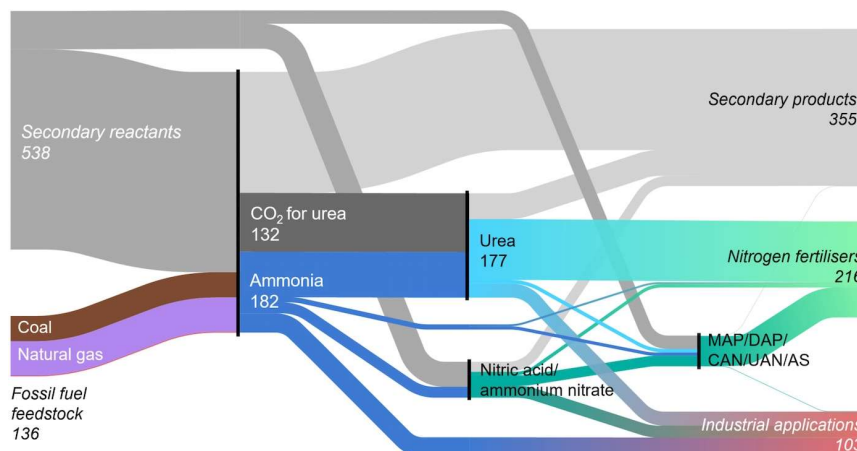 Secondary reactants
538
Coal
Natural gas
Fossil fuel
feedstock
136
CO₂ for urea
132
Ammonia
182
Urea
177
Nitric acid/
ammonium nitrate
MAP/DAP/
CAN/UAN/AS
Secondary products
355
Nitrogen fertilisers
216
Industrial applications
103